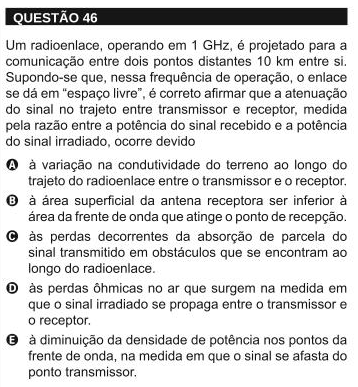 QUESTÃO 46
Um radioenlace, operando em 1 GHz, é projetado para a
comunicação entre dois pontos distantes 10 km entre si.
Supondo-se que, nessa frequência de operação, o enlace
se dá em “espaço livre”, é correto afirmar que a atenuação
do sinal no trajeto entre transmissor e receptor, medida
pela razão entre a potência do sinal recebido e a potência
do sinal irradiado, ocorre devido
A à variação na condutividade do terreno ao longo do
trajeto do radioenlace entre o transmissor e o receptor.
B à área superficial da antena receptora ser inferior à
área da frente de onda que atinge o ponto de recepção.
C às perdas decorrentes da absorção de parcela do
sinal transmitido em obstáculos que se encontram ao
longo do radioenlace.
D às perdas ôhmicas no ar que surgem na medida em
que o sinal irradiado se propaga entre o transmissor e
o receptor.
E à diminuição da densidade de potência nos pontos da
frente de onda, na medida em que o sinal se afasta do
ponto transmissor.